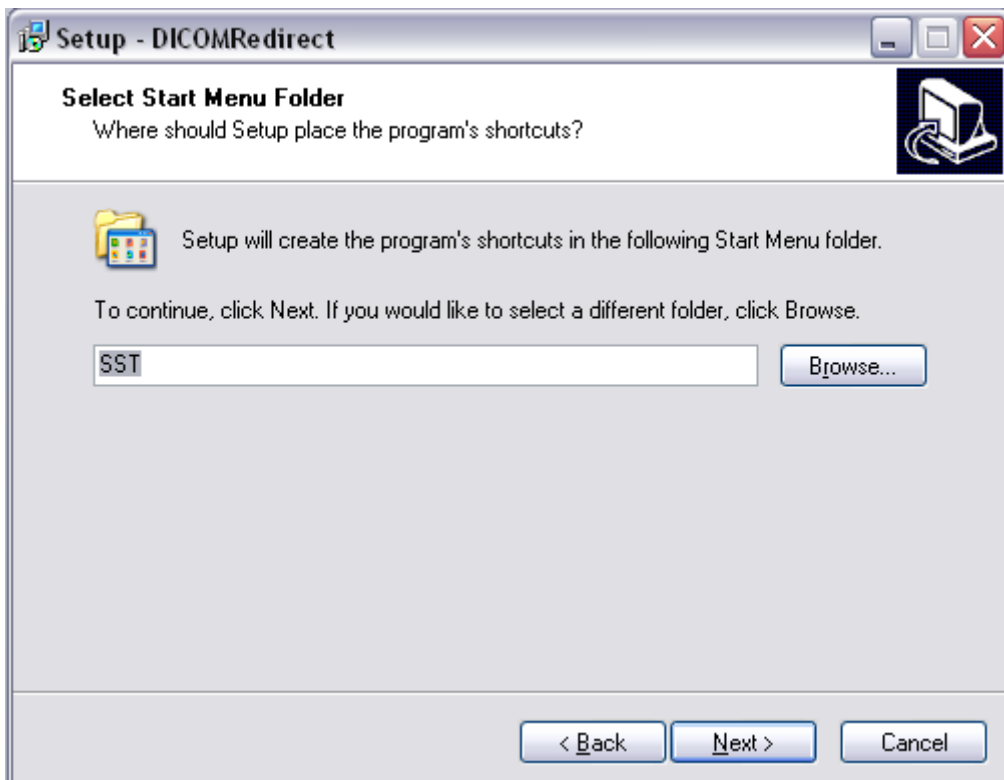 Setup - DICOMRedirect
Select Start Menu Folder
Where should Setup place the program's shortcuts?
Setup will create the program's shortcuts in the following Start Menu folder.
To continue, click Next. If you would like to select a different folder, click Browse.
SST
Browse...
< Back
Next >
Cancel